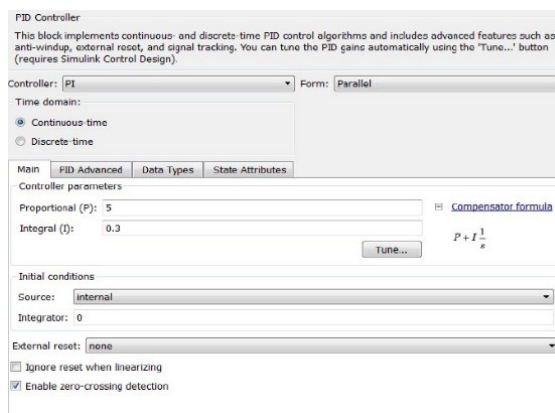 PID Controller
This block implements continuous- and discrete-time PID control algorithms and includes advanced features such as
anti-windup, external reset, and signal tracking. You can tune the PID gains automatically using the 'Tune...' button
(requires Simulink Control Design).
Controller: PI Form: Parallel
Time domain:
Continuous-time
Discrete-time
Main PID Advanced Data Types State Attributes
Controller parameters
Proportional (P): 5 Compensator formula
Integral (I): 0.3 P+I 1/s
Tune...
Initial conditions
Source: internal
Integrator: 0
External reset: none
Ignore reset when linearizing
Enable zero-crossing detection